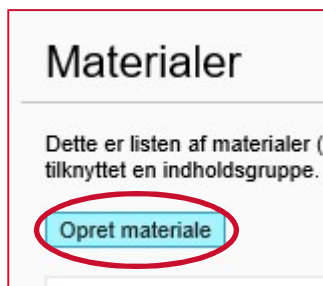 Materialer
Dette er listen af materialer (
tilknyttet en indholdsgruppe.
Opret materiale